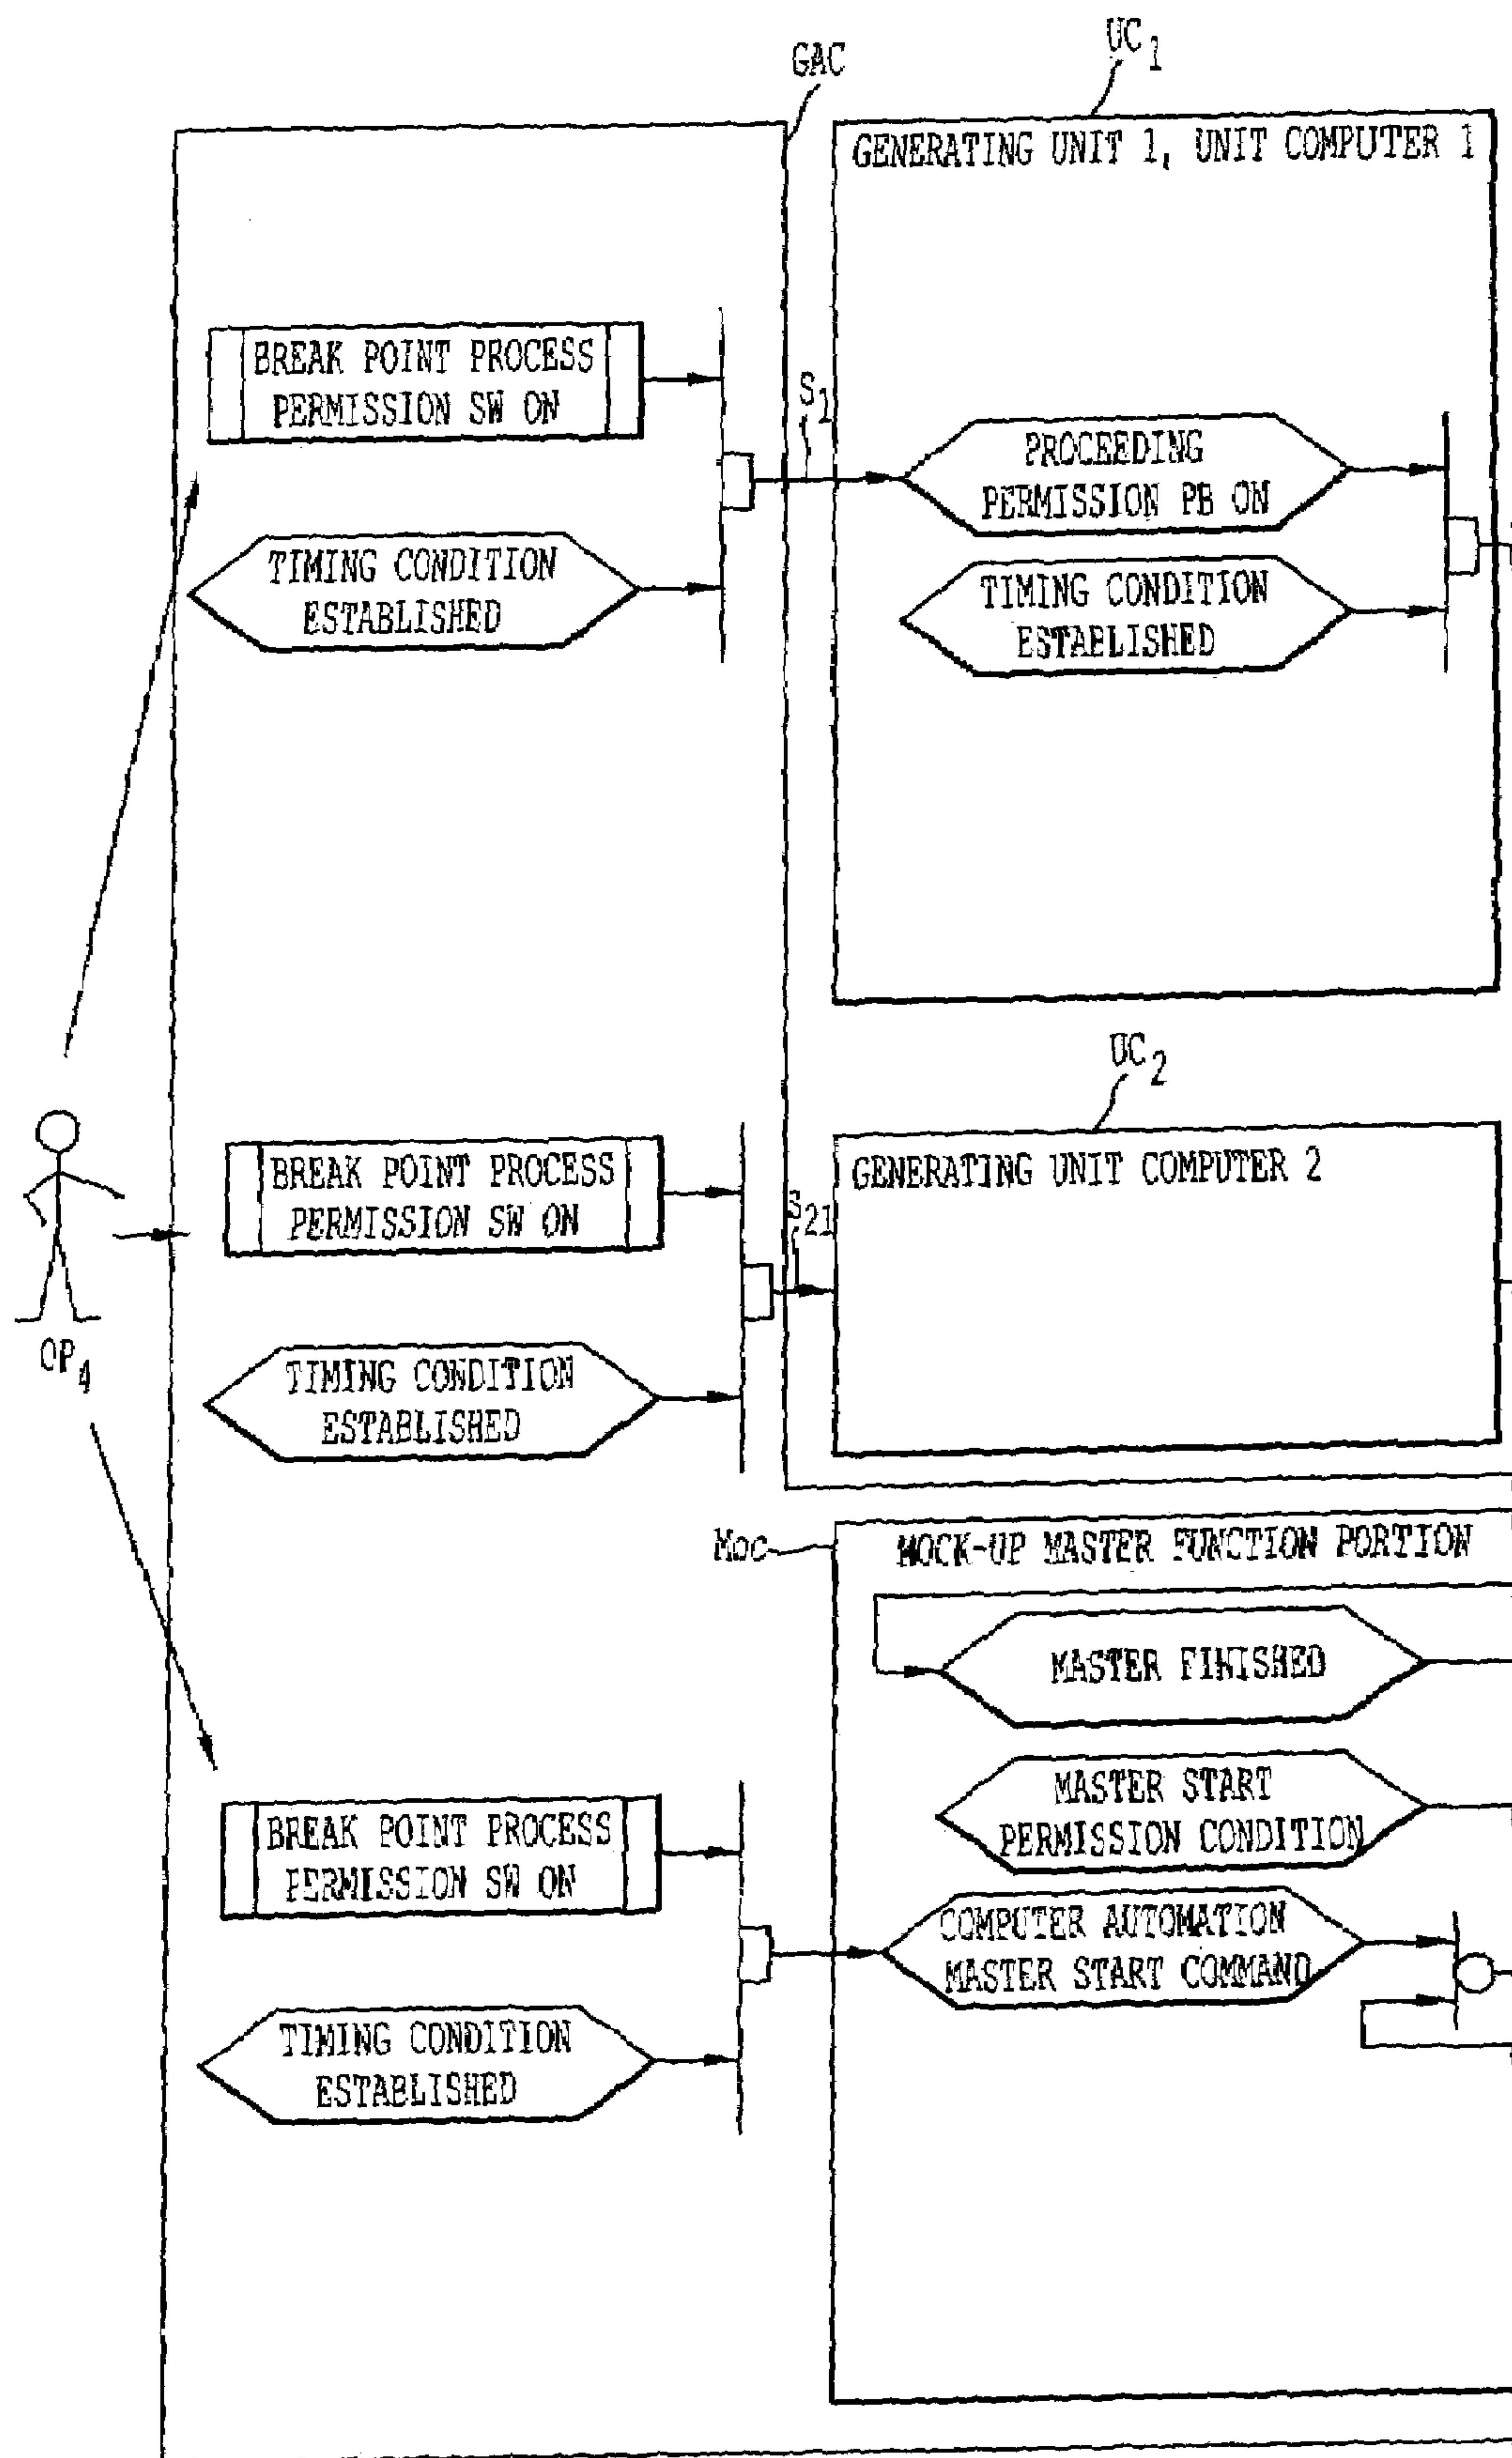 GAC
UC1
GENERATING UNIT 1, UNIT COMPUTER 1
BREAK POINT PROCESS
PERMISSION SW ON
S1
PROCEEDING
PERMISSION PB ON
TIMING CONDITION
ESTABLISHED
TIMING CONDITION
ESTABLISHED
UC2
GENERATING UNIT COMPUTER 2
BREAK POINT PROCESS
PERMISSION SW ON
S21
OP4
TIMING CONDITION
ESTABLISHED
Moc
MOCK-UP MASTER FUNCTION PORTION
MASTER FINISHED
MASTER START
PERMISSION CONDITION
BREAK POINT PROCESS
PERMISSION SW ON
COMPUTER AUTOMATION
MASTER START COMMAND
TIMING CONDITION
ESTABLISHED